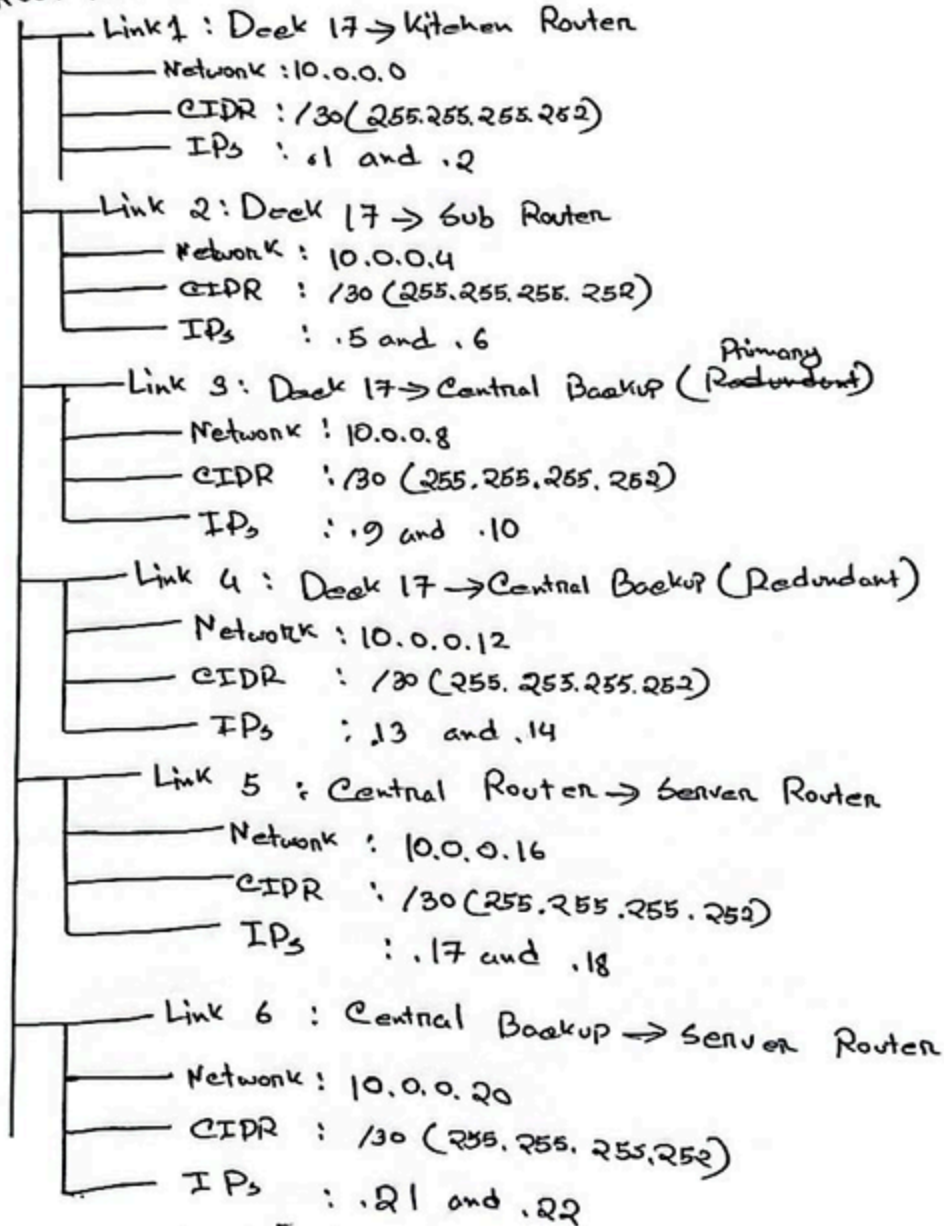 Link 1 : Deck 17 → Kitchen Router
Network : 10.0.0.0
CIDR : /30 (255.255.255.252)
IPs : .1 and .2
Link 2 : Deck 17 → Sub Router
Network : 10.0.0.4
CIDR : /30 (255.255.255.252)
IPs : .5 and .6
Primary
Link 3 : Deck 17 → Central Backup (Redundant)
Network : 10.0.0.8
CIDR : /30 (255.255.255.252)
IPs : .9 and .10
Link 4 : Deck 17 → Central Backup (Redundant)
Network : 10.0.0.12
CIDR : /30 (255.255.255.252)
IPs : .13 and .14
Link 5 : Central Router → Server Router
Network : 10.0.0.16
CIDR : /30 (255.255.255.252)
IPs : .17 and .18
Link 6 : Central Backup → Server Router
Network : 10.0.0.20
CIDR : /30 (255.255.255.252)
IPs : .21 and .22